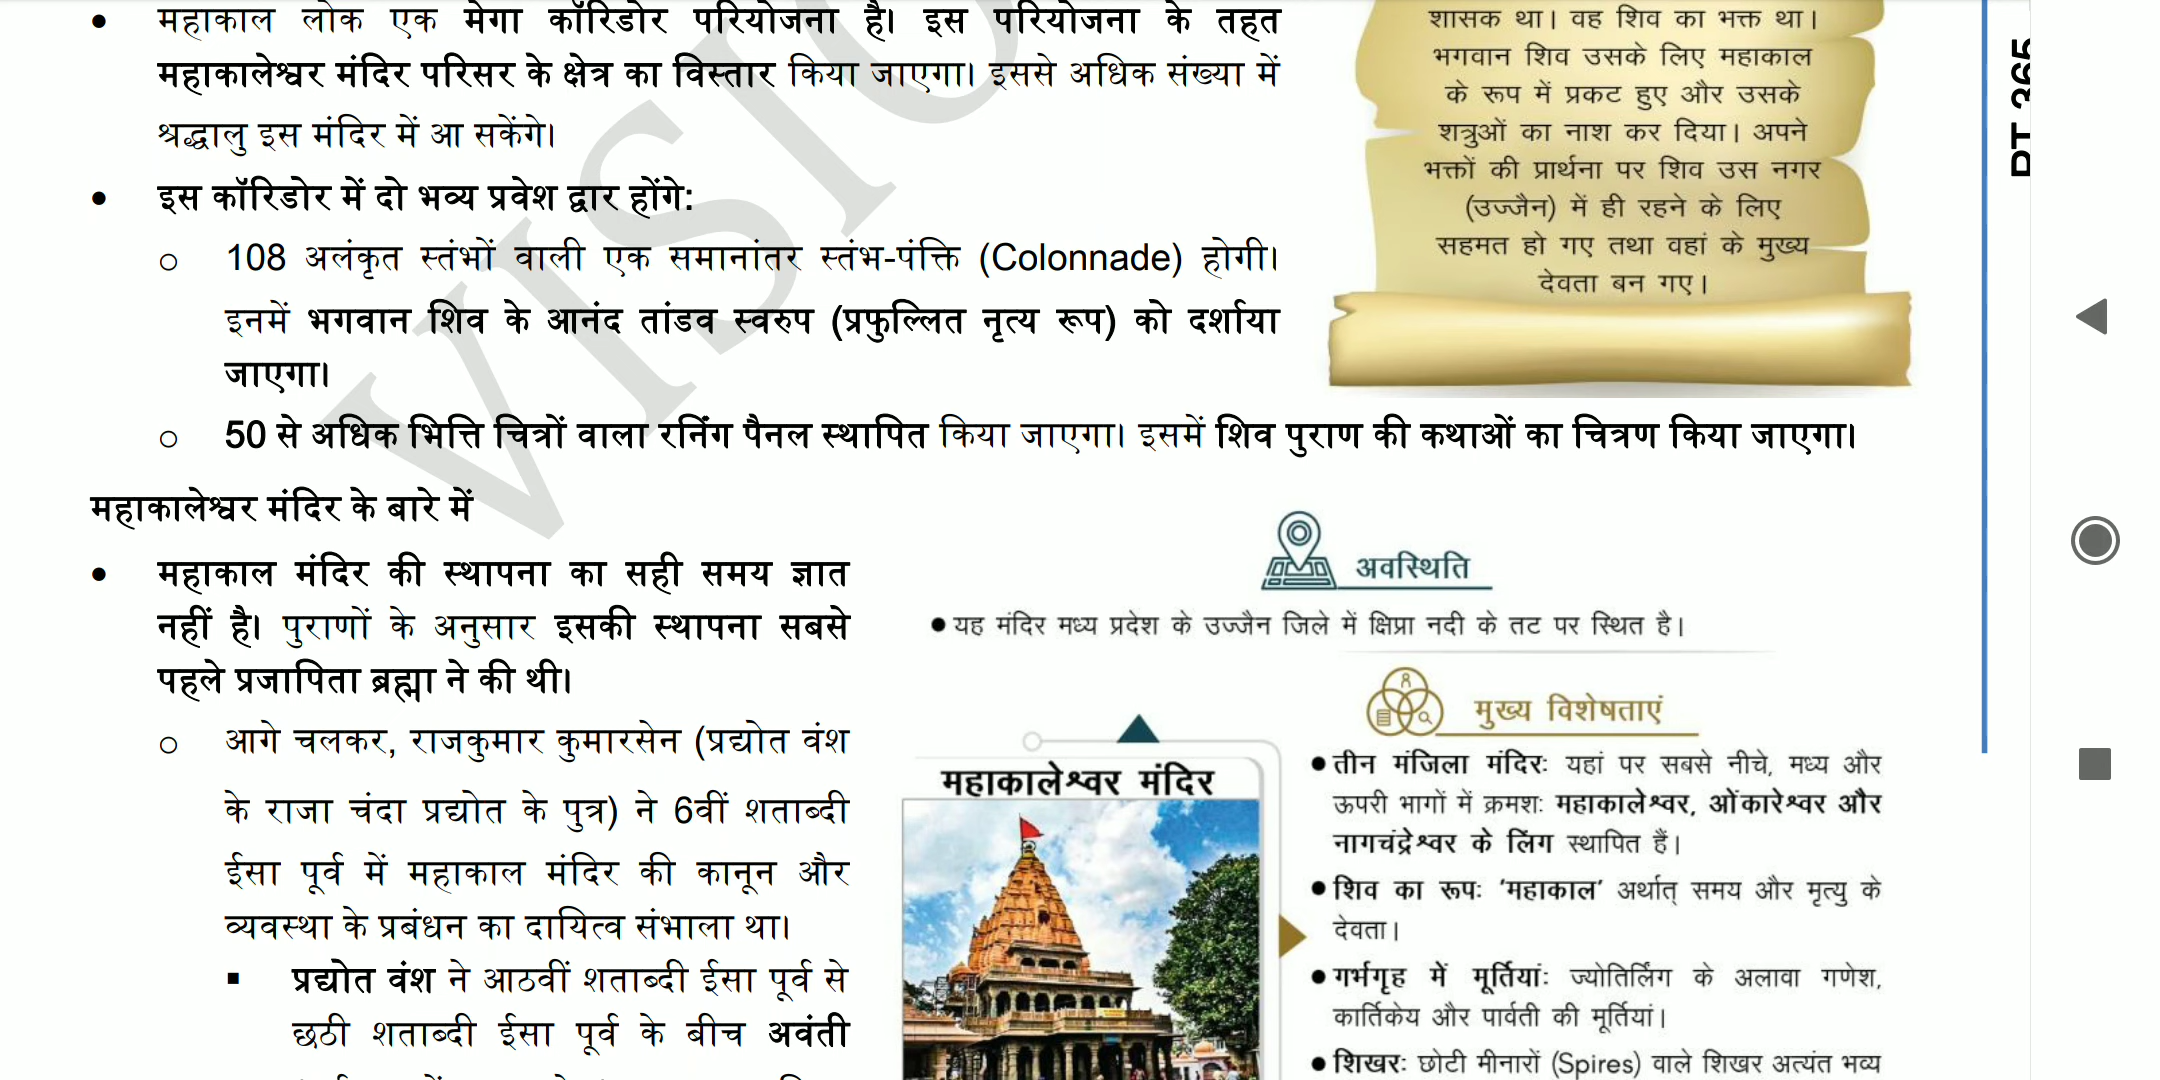 महाकाल लोक एक मेगा कॉरिडोर परियोजना है। इस परियोजना के तहत
महाकालेश्वर मंदिर परिसर के क्षेत्र का विस्तार किया जाएगा। इससे अधिक संख्या में
श्रद्धालु इस मंदिर में आ सकेंगे।
इस कॉरिडोर में दो भव्य प्रवेश द्वार होंगे:
108 अलंकृत स्तंभों वाली एक समानांतर स्तंभ-पंक्ति (Colonnade) होगी।
इनमें भगवान शिव के आनंद तांडव स्वरुप (प्रफुल्लित नृत्य रूप) को दर्शाया
जाएगा।
50 से अधिक भित्ति चित्रों वाला रनिंग पैनल स्थापित किया जाएगा। इसमें शिव पुराण की कथाओं का चित्रण किया जाएगा।
शासक था। वह शिव का भक्त था।
भगवान शिव उसके लिए महाकाल
के रूप में प्रकट हुए और उसके
शत्रुओं का नाश कर दिया। अपने
भक्तों की प्रार्थना पर शिव उस नगर
(उज्जैन) में ही रहने के लिए
सहमत हो गए तथा वहां के मुख्य
देवता बन गए।
PT 365
VISIO
महाकालेश्वर मंदिर के बारे में
महाकाल मंदिर की स्थापना का सही समय ज्ञात
नहीं है। पुराणों के अनुसार इसकी स्थापना सबसे
पहले प्रजापिता ब्रह्मा ने की थी।
आगे चलकर, राजकुमार कुमारसेन (प्रद्योत वंश
के राजा चंदा प्रद्योत के पुत्र) ने 6वीं शताब्दी
ईसा पूर्व में महाकाल मंदिर की कानून और
व्यवस्था के प्रबंधन का दायित्व संभाला था।
प्रद्योत वंश ने आठवीं शताब्दी ईसा पूर्व से
छठी शताब्दी ईसा पूर्व के बीच अवंती
अवस्थिति
यह मंदिर मध्य प्रदेश के उज्जैन जिले में क्षिप्रा नदी के तट पर स्थित है।
महाकालेश्वर मंदिर
मुख्य विशेषताएं
तीन मंजिला मंदिरः यहां पर सबसे नीचे, मध्य और
ऊपरी भागों में क्रमशः महाकालेश्वर, ओंकारेश्वर और
नागचंद्रेश्वर के लिंग स्थापित हैं।
शिव का रूपः 'महाकाल' अर्थात् समय और मृत्यु के
देवता।
गर्भगृह में मूर्तियांः ज्योतिर्लिंग के अलावा गणेश,
कार्तिकेय और पार्वती की मूर्तियां।
शिखरः छोटी मीनारों (Spires) वाले शिखर अत्यंत भव्य